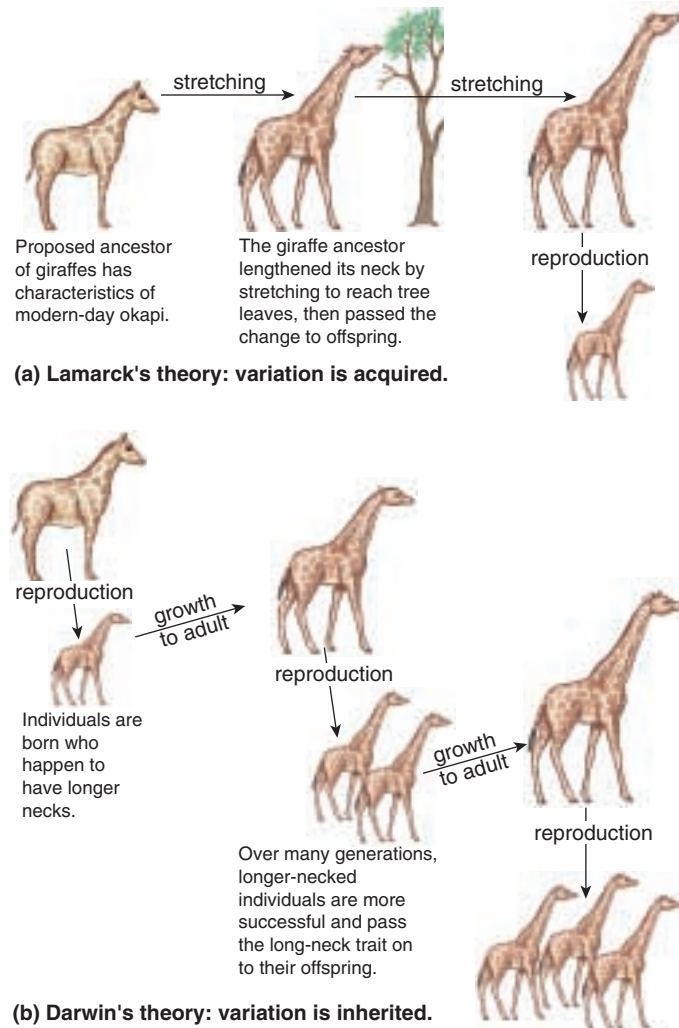 stretching
stretching
Proposed ancestor
of giraffes has
characteristics of
modern-day okapi.
The giraffe ancestor
lengthened its neck by
stretching to reach tree
leaves, then passed the
change to offspring.
reproduction
(a) Lamarck's theory: variation is acquired.
reproduction
growth
to adult
Individuals are
born who
happen to
have longer
necks.
reproduction
growth
to adult
Over many generations,
longer-necked
individuals are more
successful and pass
the long-neck trait on
to their offspring.
reproduction
(b) Darwin's theory: variation is inherited.